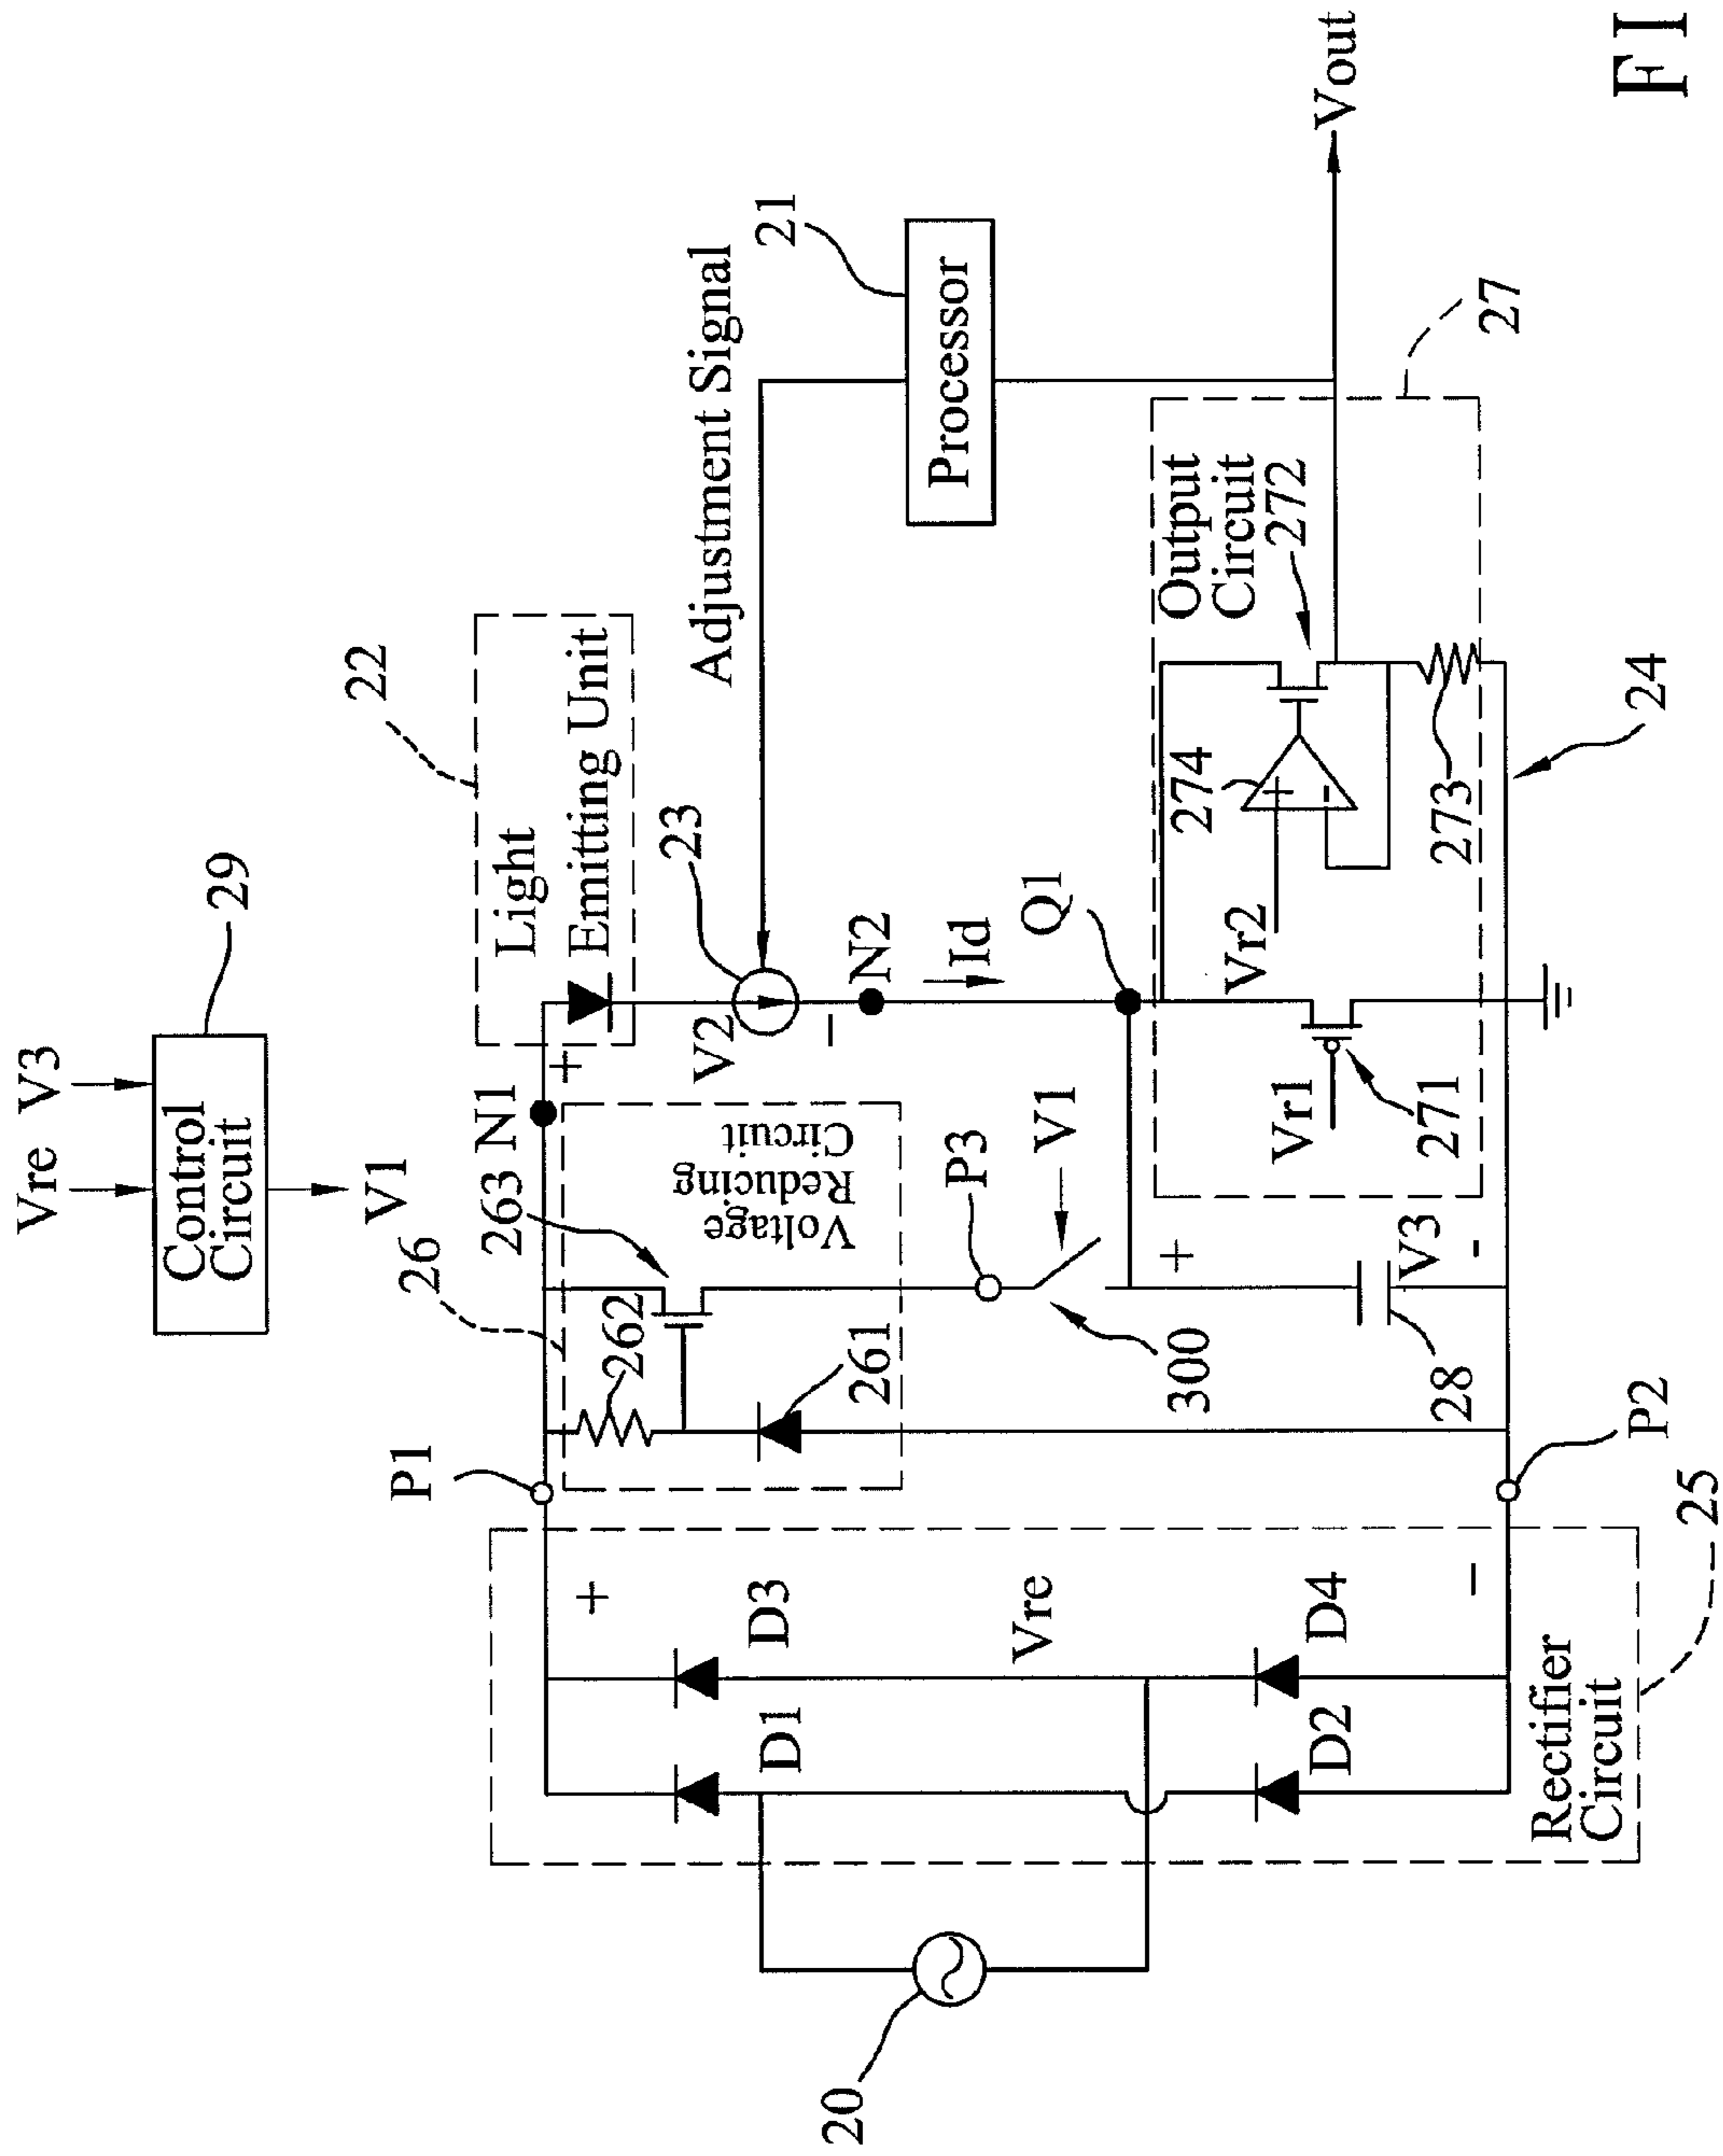 Vre
V3
Control
Circuit
29
V1
22
Light
Emitting Unit
Adjustment Signal
21
Processor
Vout
FI
P1
N1
+
26
262
263
261
Voltage
Reducing
Circuit
V2
23
-
N2
Id
Q1
P3
V1
300
+
V3
-
28
20
D1
D3
+
Vre
D2
D4
-
Rectifier
Circuit
25
P2
Output
Circuit
272
274
+
-
Vr2
273
Vr1
271
27
24